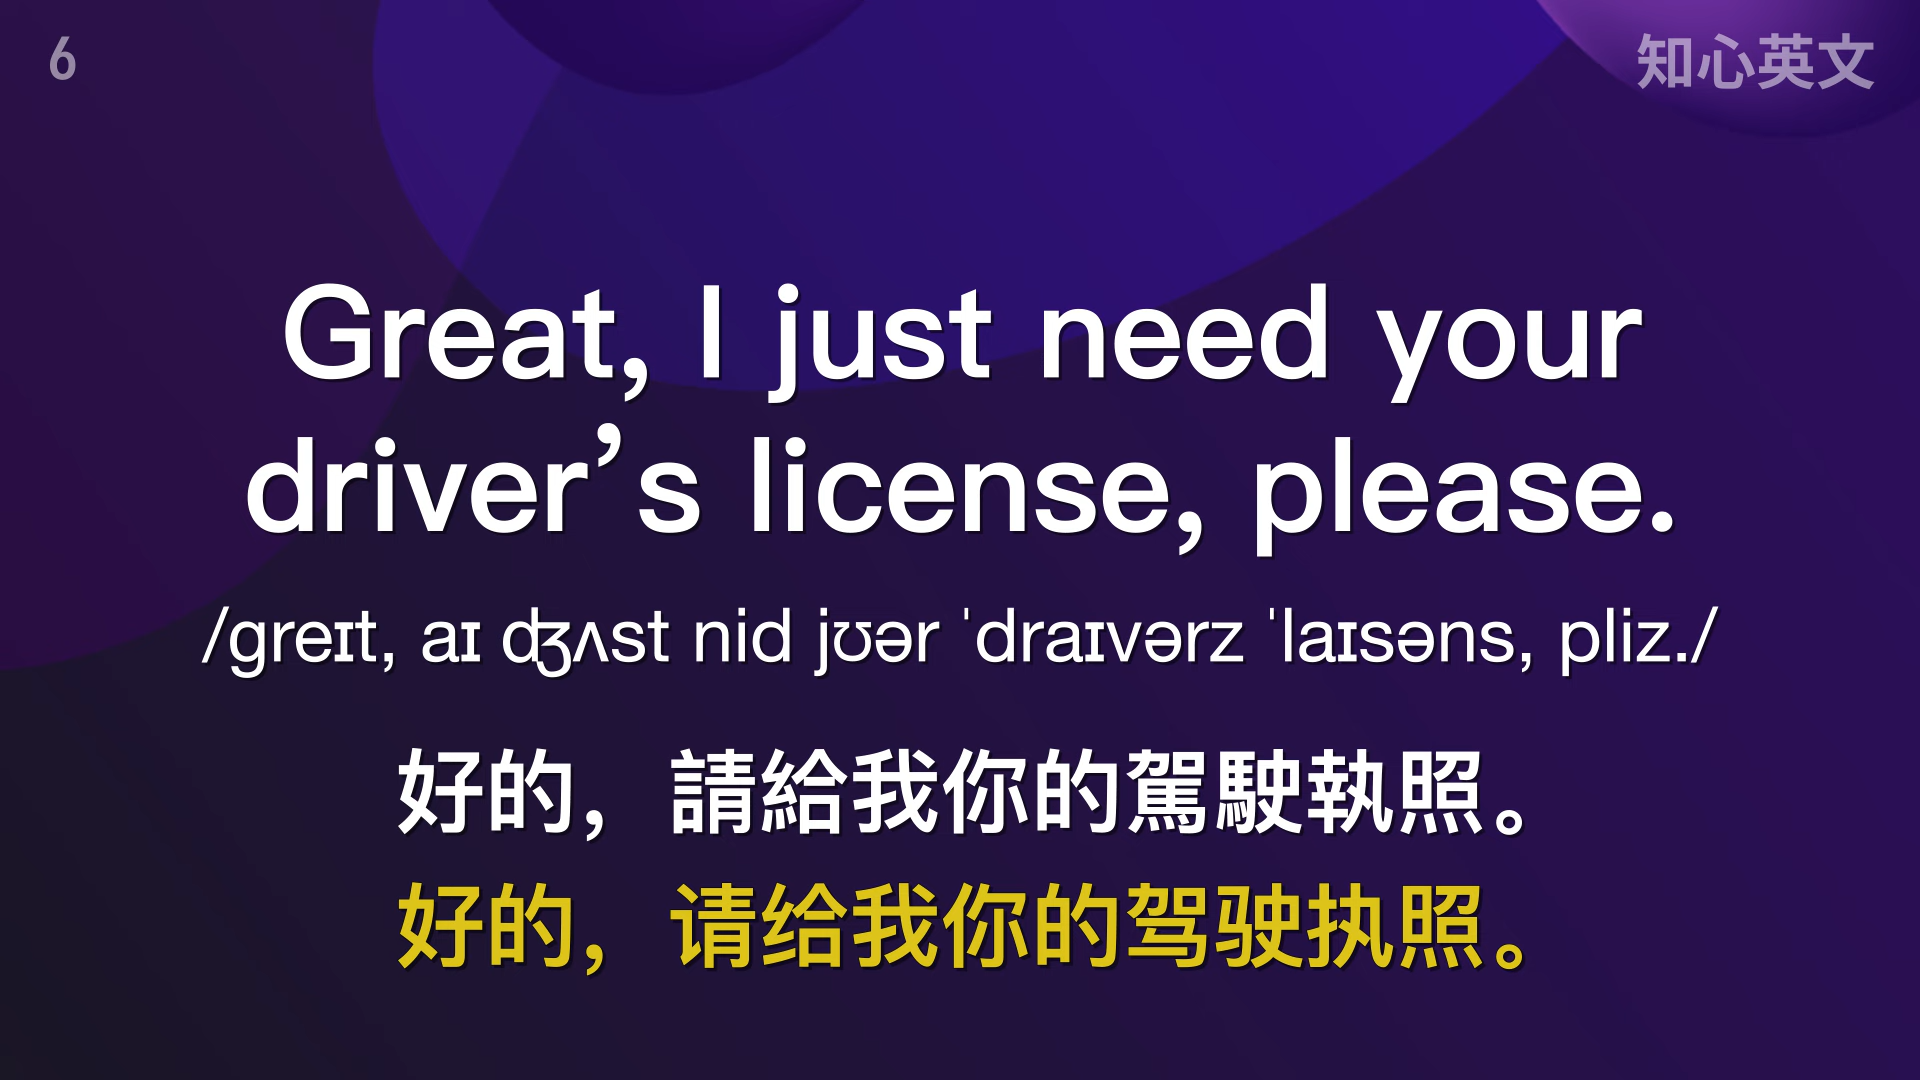 6
知心英文
Great, I just need your
driver’s license, please.
/greɪt, aɪ ʤʌst nid jʊər ˈdraɪvərz ˈlaɪsəns, pliz./
好的，請給我你的駕駛執照。
好的，请给我你的驾驶执照。